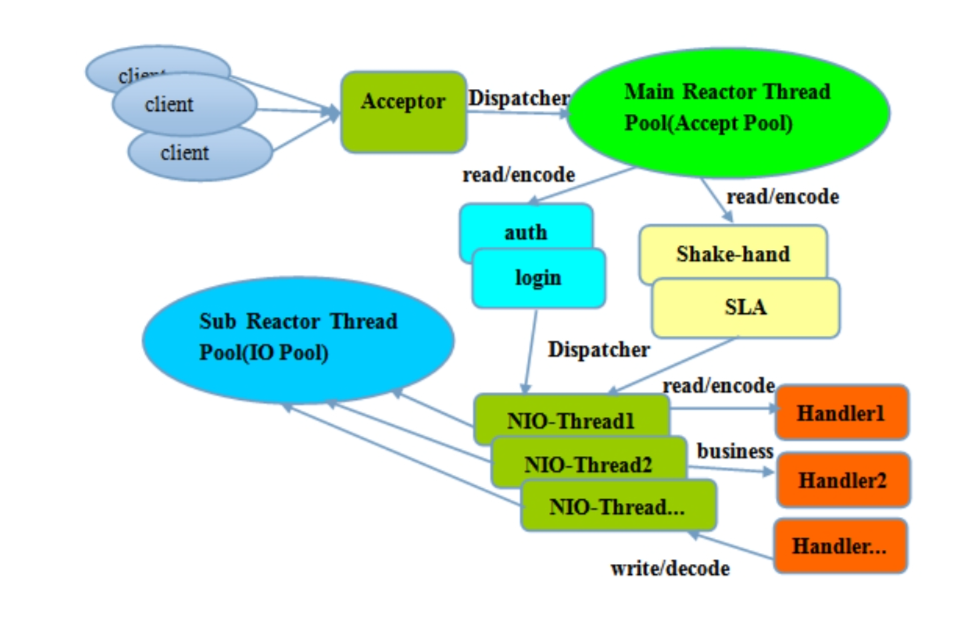 client
client
client
Acceptor
Dispatcher
Main Reactor Thread
Pool(Accept Pool)
read/encode
read/encode
auth
login
Shake-hand
SLA
Sub Reactor Thread
Pool(IO Pool)
Dispatcher
read/encode
NIO-Thread1
Handler1
business
NIO-Thread2
Handler2
NIO-Thread...
Handler...
write/decode